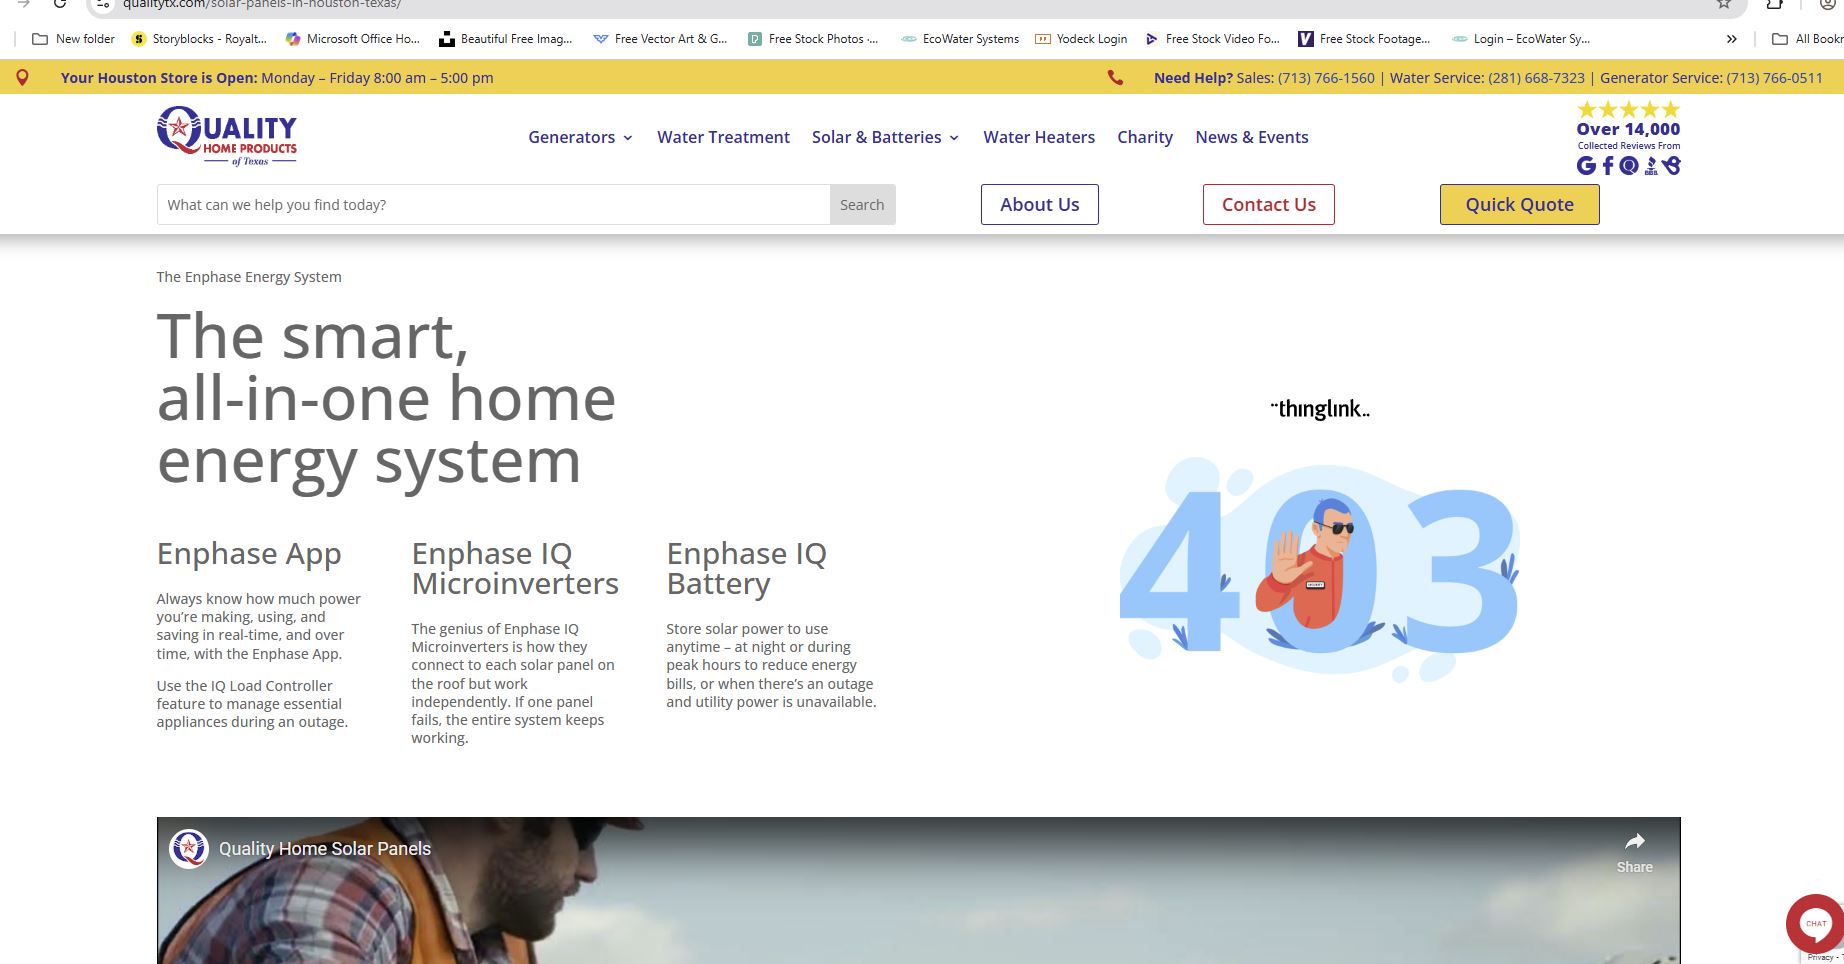 qualitytx.com/solar-panels-in-houston-texas/
New folder
Storyblocks - Royalt...
Microsoft Office Ho...
Beautiful Free Imag...
Free Vector Art & G...
Free Stock Photos ·...
EcoWater Systems
Yodeck Login
Free Stock Video Fo...
Free Stock Footage...
Login – EcoWater Sy...
»
All Bookr
Your Houston Store is Open: Monday – Friday 8:00 am – 5:00 pm
Need Help? Sales: (713) 766-1560 | Water Service: (281) 668-7323 | Generator Service: (713) 766-0511
QUALITY
HOME PRODUCTS
of Texas
Generators
Water Treatment
Solar & Batteries
Water Heaters
Charity
News & Events
Over 14,000
Collected Reviews From
BBB
What can we help you find today?
Search
About Us
Contact Us
Quick Quote
The Enphase Energy System
The smart,
all-in-one home
energy system
Enphase App
Always know how much power
you’re making, using, and
saving in real-time, and over
time, with the Enphase App.
Use the IQ Load Controller
feature to manage essential
appliances during an outage.
Enphase IQ
Microinverters
The genius of Enphase IQ
Microinverters is how they
connect to each solar panel on
the roof but work
independently. If one panel
fails, the entire system keeps
working.
Enphase IQ
Battery
Store solar power to use
anytime – at night or during
peak hours to reduce energy
bills, or when there’s an outage
and utility power is unavailable.
¨thınglınk..
403
SECURITY
Quality Home Solar Panels
Share
CHAT
Privacy - T